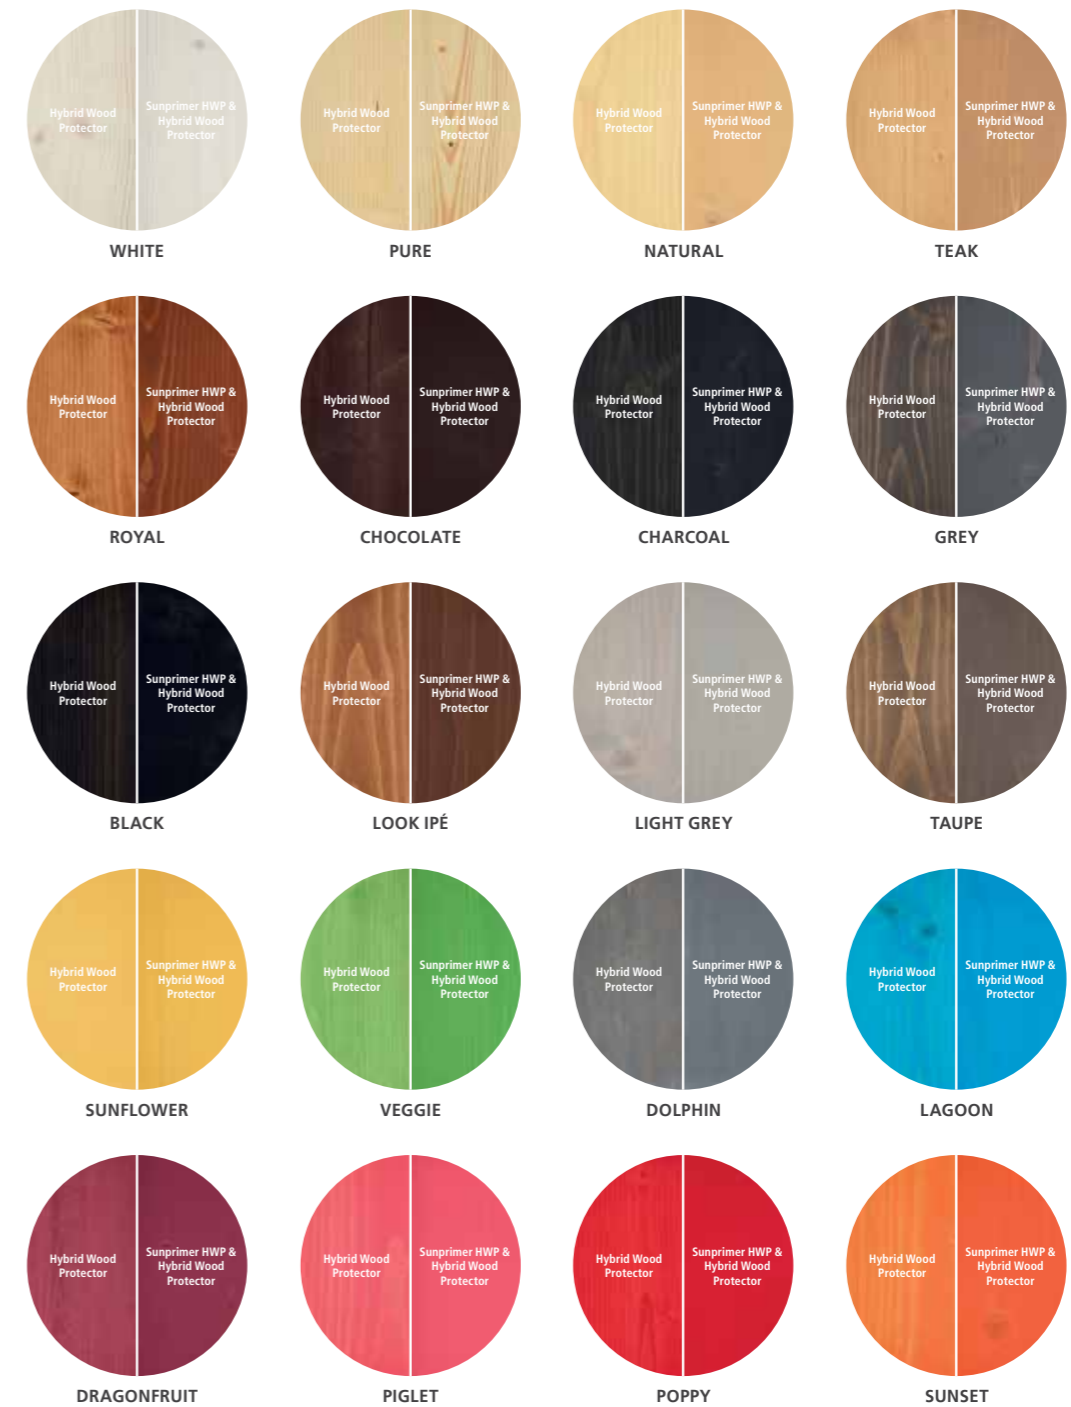 Hybrid Wood
Protector
Sunprimer HWP &
Hybrid Wood
Protector
WHITE
Hybrid Wood
Protector
Sunprimer HWP &
Hybrid Wood
Protector
PURE
Hybrid Wood
Protector
Sunprimer HWP &
Hybrid Wood
Protector
NATURAL
Hybrid Wood
Protector
Sunprimer HWP &
Hybrid Wood
Protector
TEAK
Hybrid Wood
Protector
Sunprimer HWP &
Hybrid Wood
Protector
ROYAL
Hybrid Wood
Protector
Sunprimer HWP &
Hybrid Wood
Protector
CHOCOLATE
Hybrid Wood
Protector
Sunprimer HWP &
Hybrid Wood
Protector
CHARCOAL
Hybrid Wood
Protector
Sunprimer HWP &
Hybrid Wood
Protector
GREY
Hybrid Wood
Protector
Sunprimer HWP &
Hybrid Wood
Protector
BLACK
Hybrid Wood
Protector
Sunprimer HWP &
Hybrid Wood
Protector
LOOK IPÉ
Hybrid Wood
Protector
Sunprimer HWP &
Hybrid Wood
Protector
LIGHT GREY
Hybrid Wood
Protector
Sunprimer HWP &
Hybrid Wood
Protector
TAUPE
Hybrid Wood
Protector
Sunprimer HWP &
Hybrid Wood
Protector
SUNFLOWER
Hybrid Wood
Protector
Sunprimer HWP &
Hybrid Wood
Protector
VEGGIE
Hybrid Wood
Protector
Sunprimer HWP &
Hybrid Wood
Protector
DOLPHIN
Hybrid Wood
Protector
Sunprimer HWP &
Hybrid Wood
Protector
LAGOON
Hybrid Wood
Protector
Sunprimer HWP &
Hybrid Wood
Protector
DRAGONFRUIT
Hybrid Wood
Protector
Sunprimer HWP &
Hybrid Wood
Protector
PIGLET
Hybrid Wood
Protector
Sunprimer HWP &
Hybrid Wood
Protector
POPPY
Hybrid Wood
Protector
Sunprimer HWP &
Hybrid Wood
Protector
SUNSET